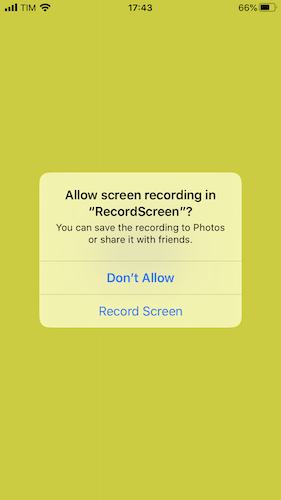 TIM 17:43 66%
Allow screen recording in
“RecordScreen”?
You can save the recording to Photos
or share it with friends.
Don’t Allow
Record Screen